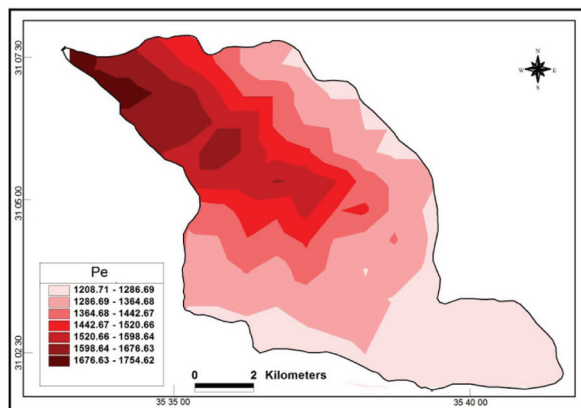 31 07 30
N
W E
S
31 05 00
Pe
1208.71 - 1286.69
1286.69 - 1364.68
1364.68 - 1442.67
1442.67 - 1520.66
1520.66 - 1598.64
1598.64 - 1676.63
1676.63 - 1754.62
31 02 30
0 2
Kilometers
35 35 00 35 40 00